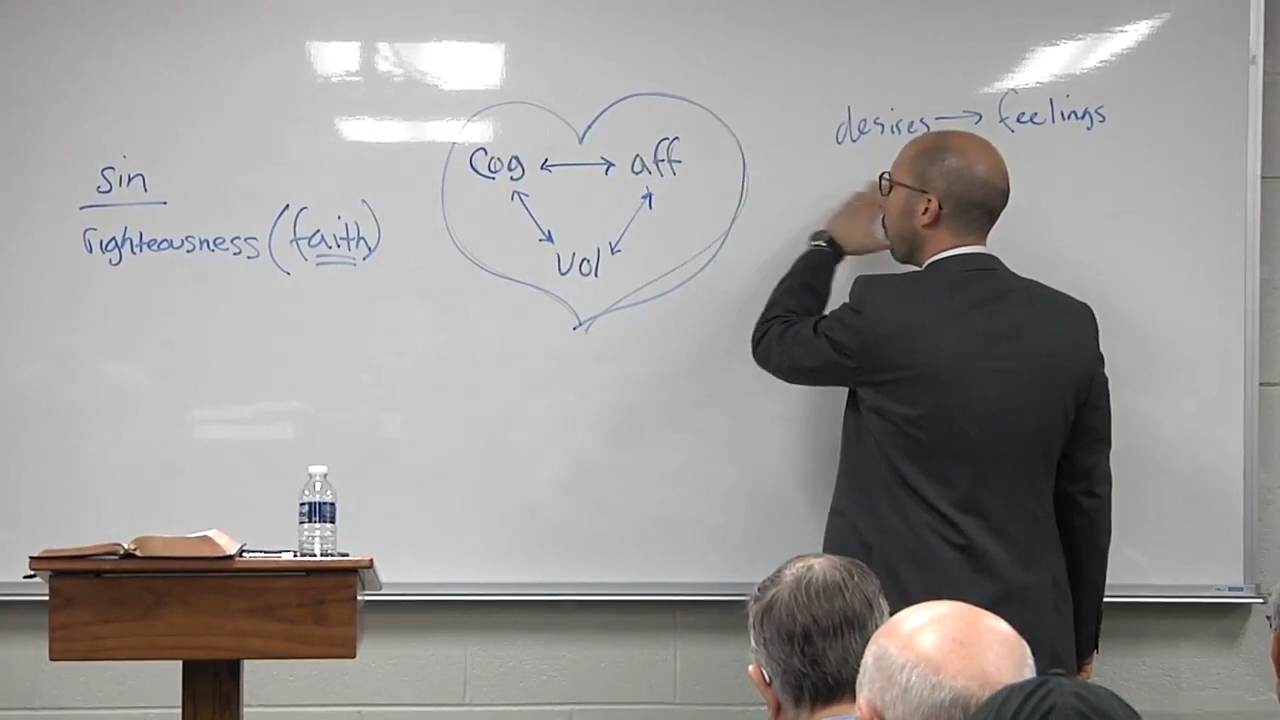 desires → feelings
Cog ↔ aff
sin
righteousness (faith)
vol